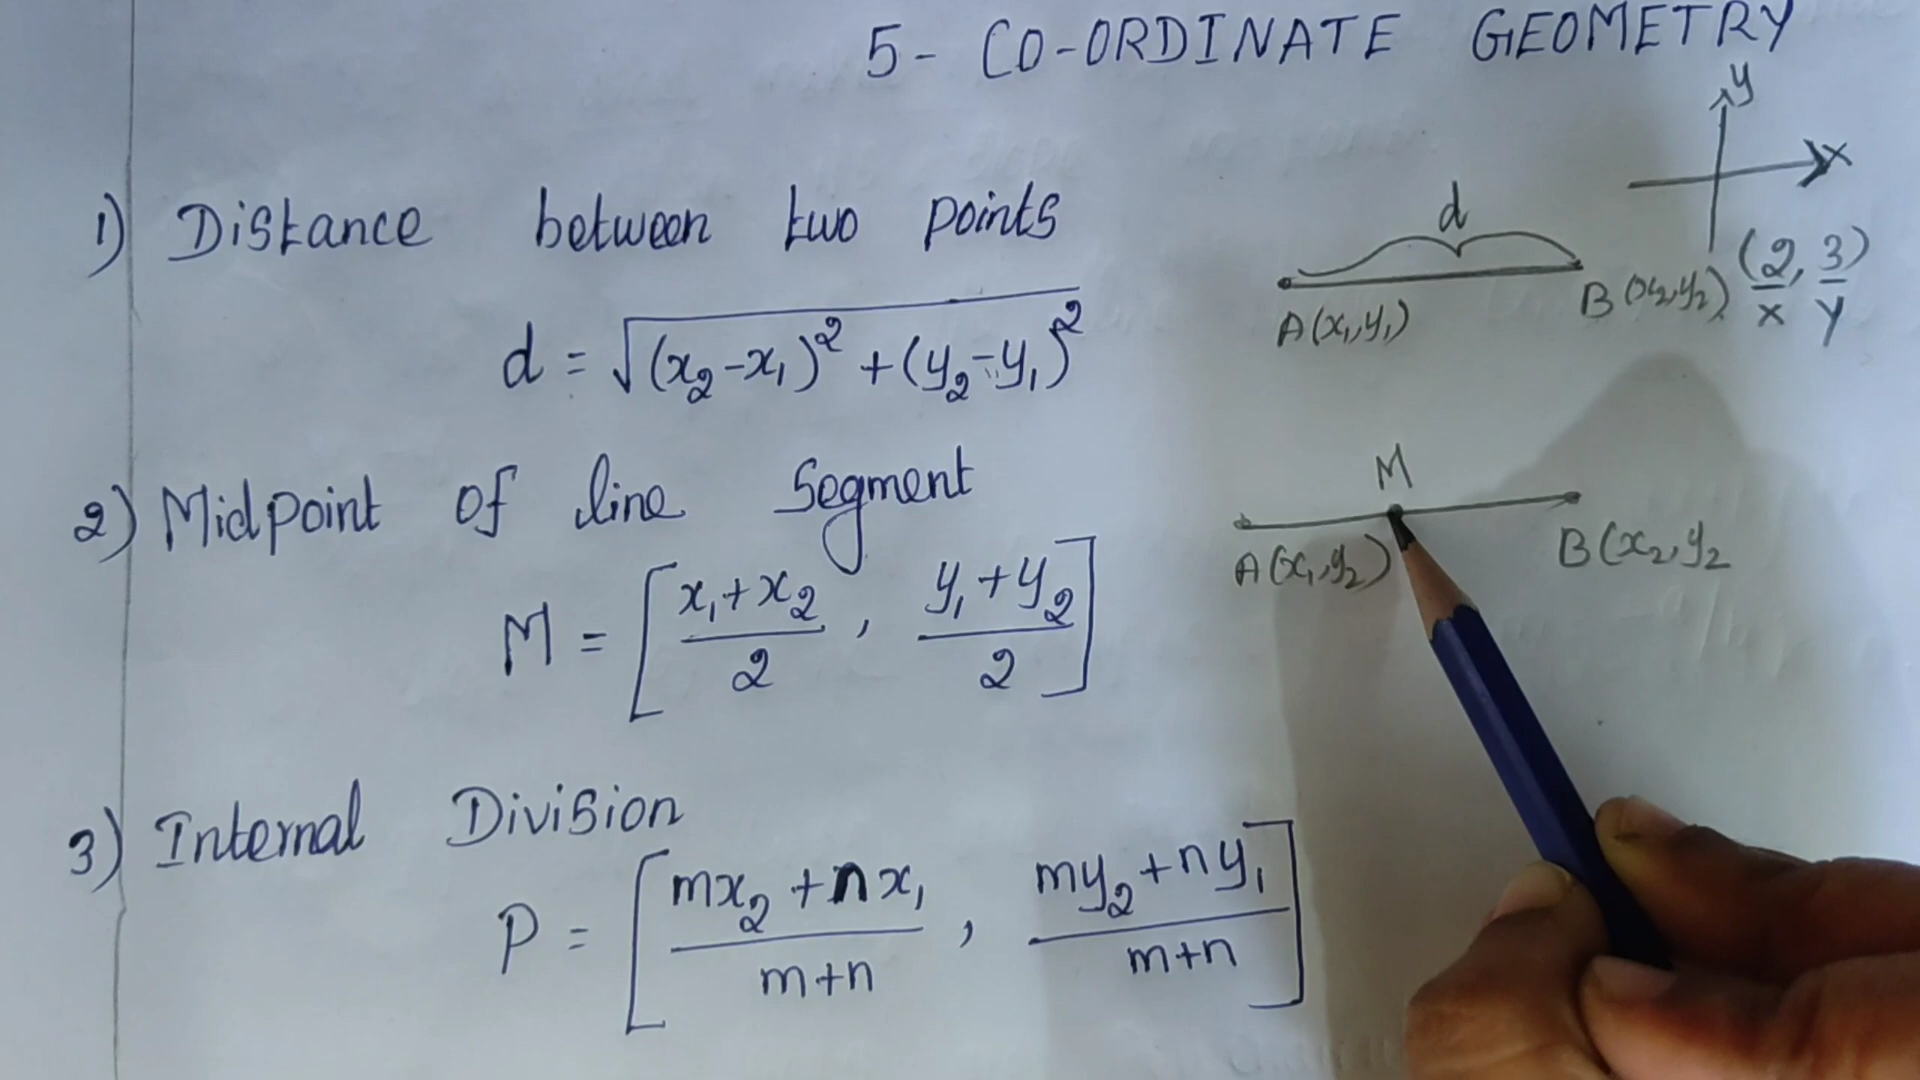 5- CO-ORDINATE GEOMETRY
y
x
1) Distance between two points
d
A(x₁,y₁)
B(x₂,y₂)
(2, 3)
x y
d = √(x₂-x₁)² + (y₂-y₁)²
2) Midpoint of line segment
M
A(x₁,y₂)
B(x₂,y₂
M = [x₁+x₂/2 , y₁+y₂/2]
3) Internal Division
P = [mx₂+nx₁/m+n , my₂+ny₁/m+n]